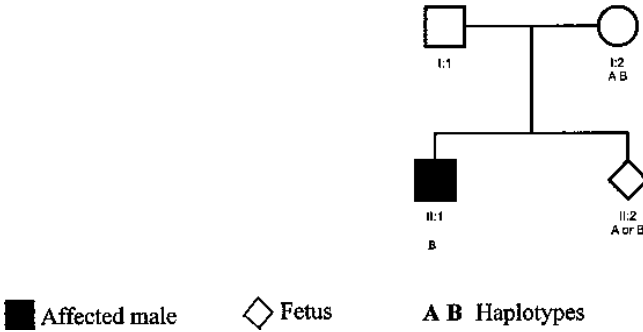 I:1
I:2
A B
II:1
B
II:2
A or B
Affected male
Fetus
A B Haplotypes